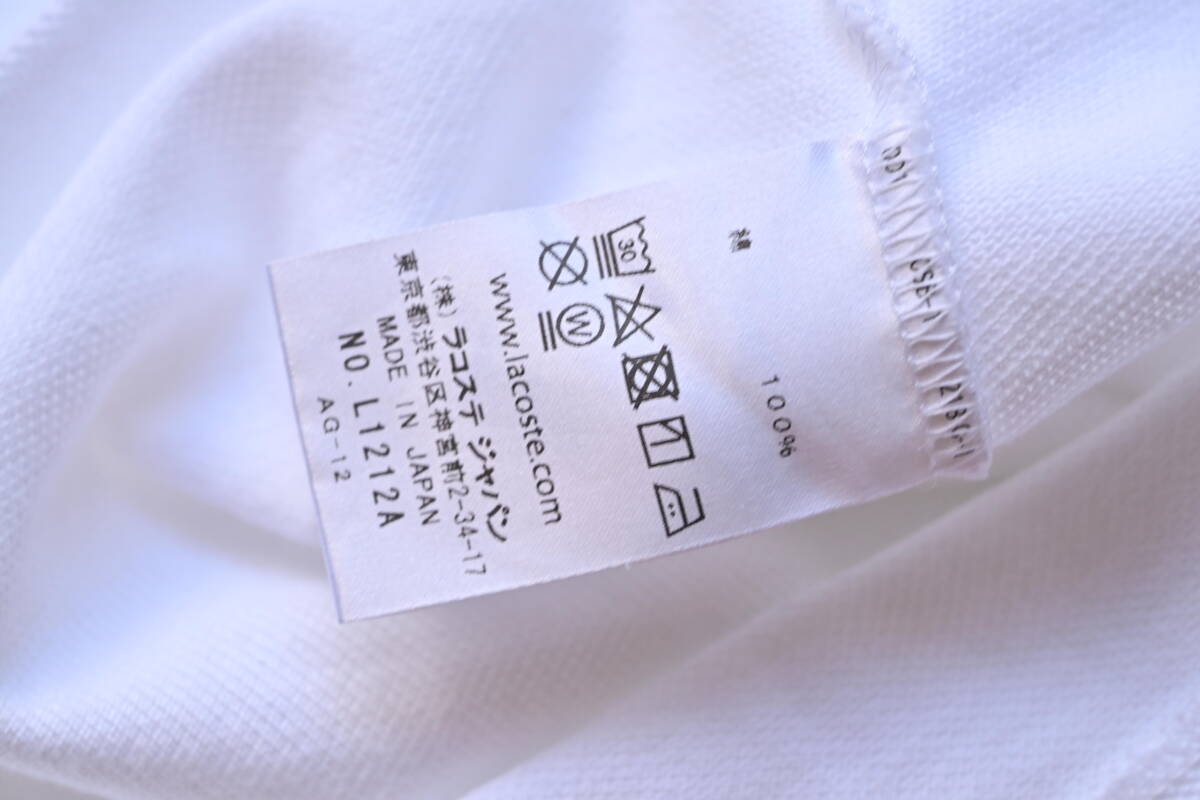 綿 100%
30
W
www.lacoste.com
(株) ラコステ ジャパン
東京都渋谷区神宮前2-34-17
MADE IN JAPAN
NO. L1212A
AG-12